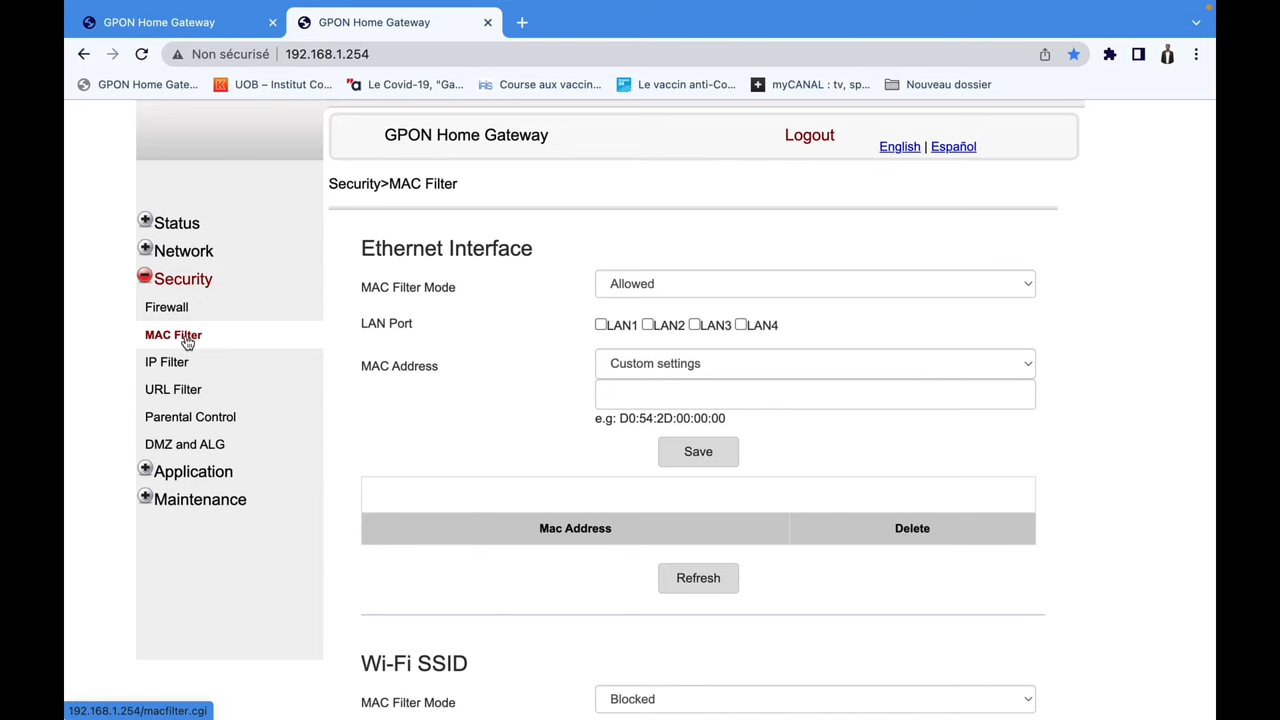 GPON Home Gateway
GPON Home Gateway
Non sécurisé
192.168.1.254
GPON Home Gate...
UOB – Institut Co...
Le Covid-19, "Ga...
Course aux vaccin...
Le vaccin anti-Co...
myCANAL : tv, sp...
Nouveau dossier
GPON Home Gateway
Logout
English | Español
Security>MAC Filter
Status
Network
Security
Firewall
MAC Filter
IP Filter
URL Filter
Parental Control
DMZ and ALG
Application
Maintenance
Ethernet Interface
MAC Filter Mode
Allowed
LAN Port
LAN1 LAN2 LAN3 LAN4
MAC Address
Custom settings
e.g: D0:54:2D:00:00:00
Save
Mac Address
Delete
Refresh
Wi-Fi SSID
MAC Filter Mode
Blocked
192.168.1.254/macfilter.cgi